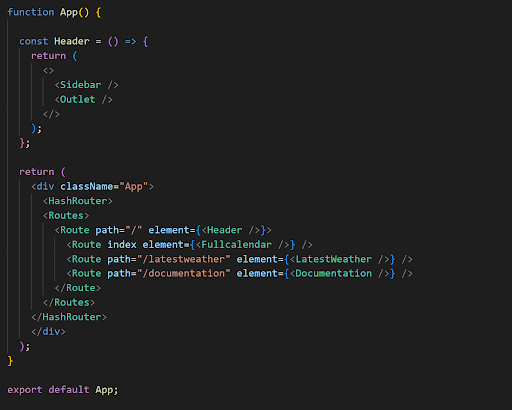 function App() {
const Header = () => {
return (
<>
<Sidebar />
<Outlet />
</>
);
};
return (
<div className="App">
<HashRouter>
<Routes>
<Route path="/" element={<Header />}>
<Route index element={<Fullcalendar />} />
<Route path="/latestweather" element={<LatestWeather />} />
<Route path="/documentation" element={<Documentation />} />
</Route>
</Routes>
</HashRouter>
</div>
);
}
export default App;